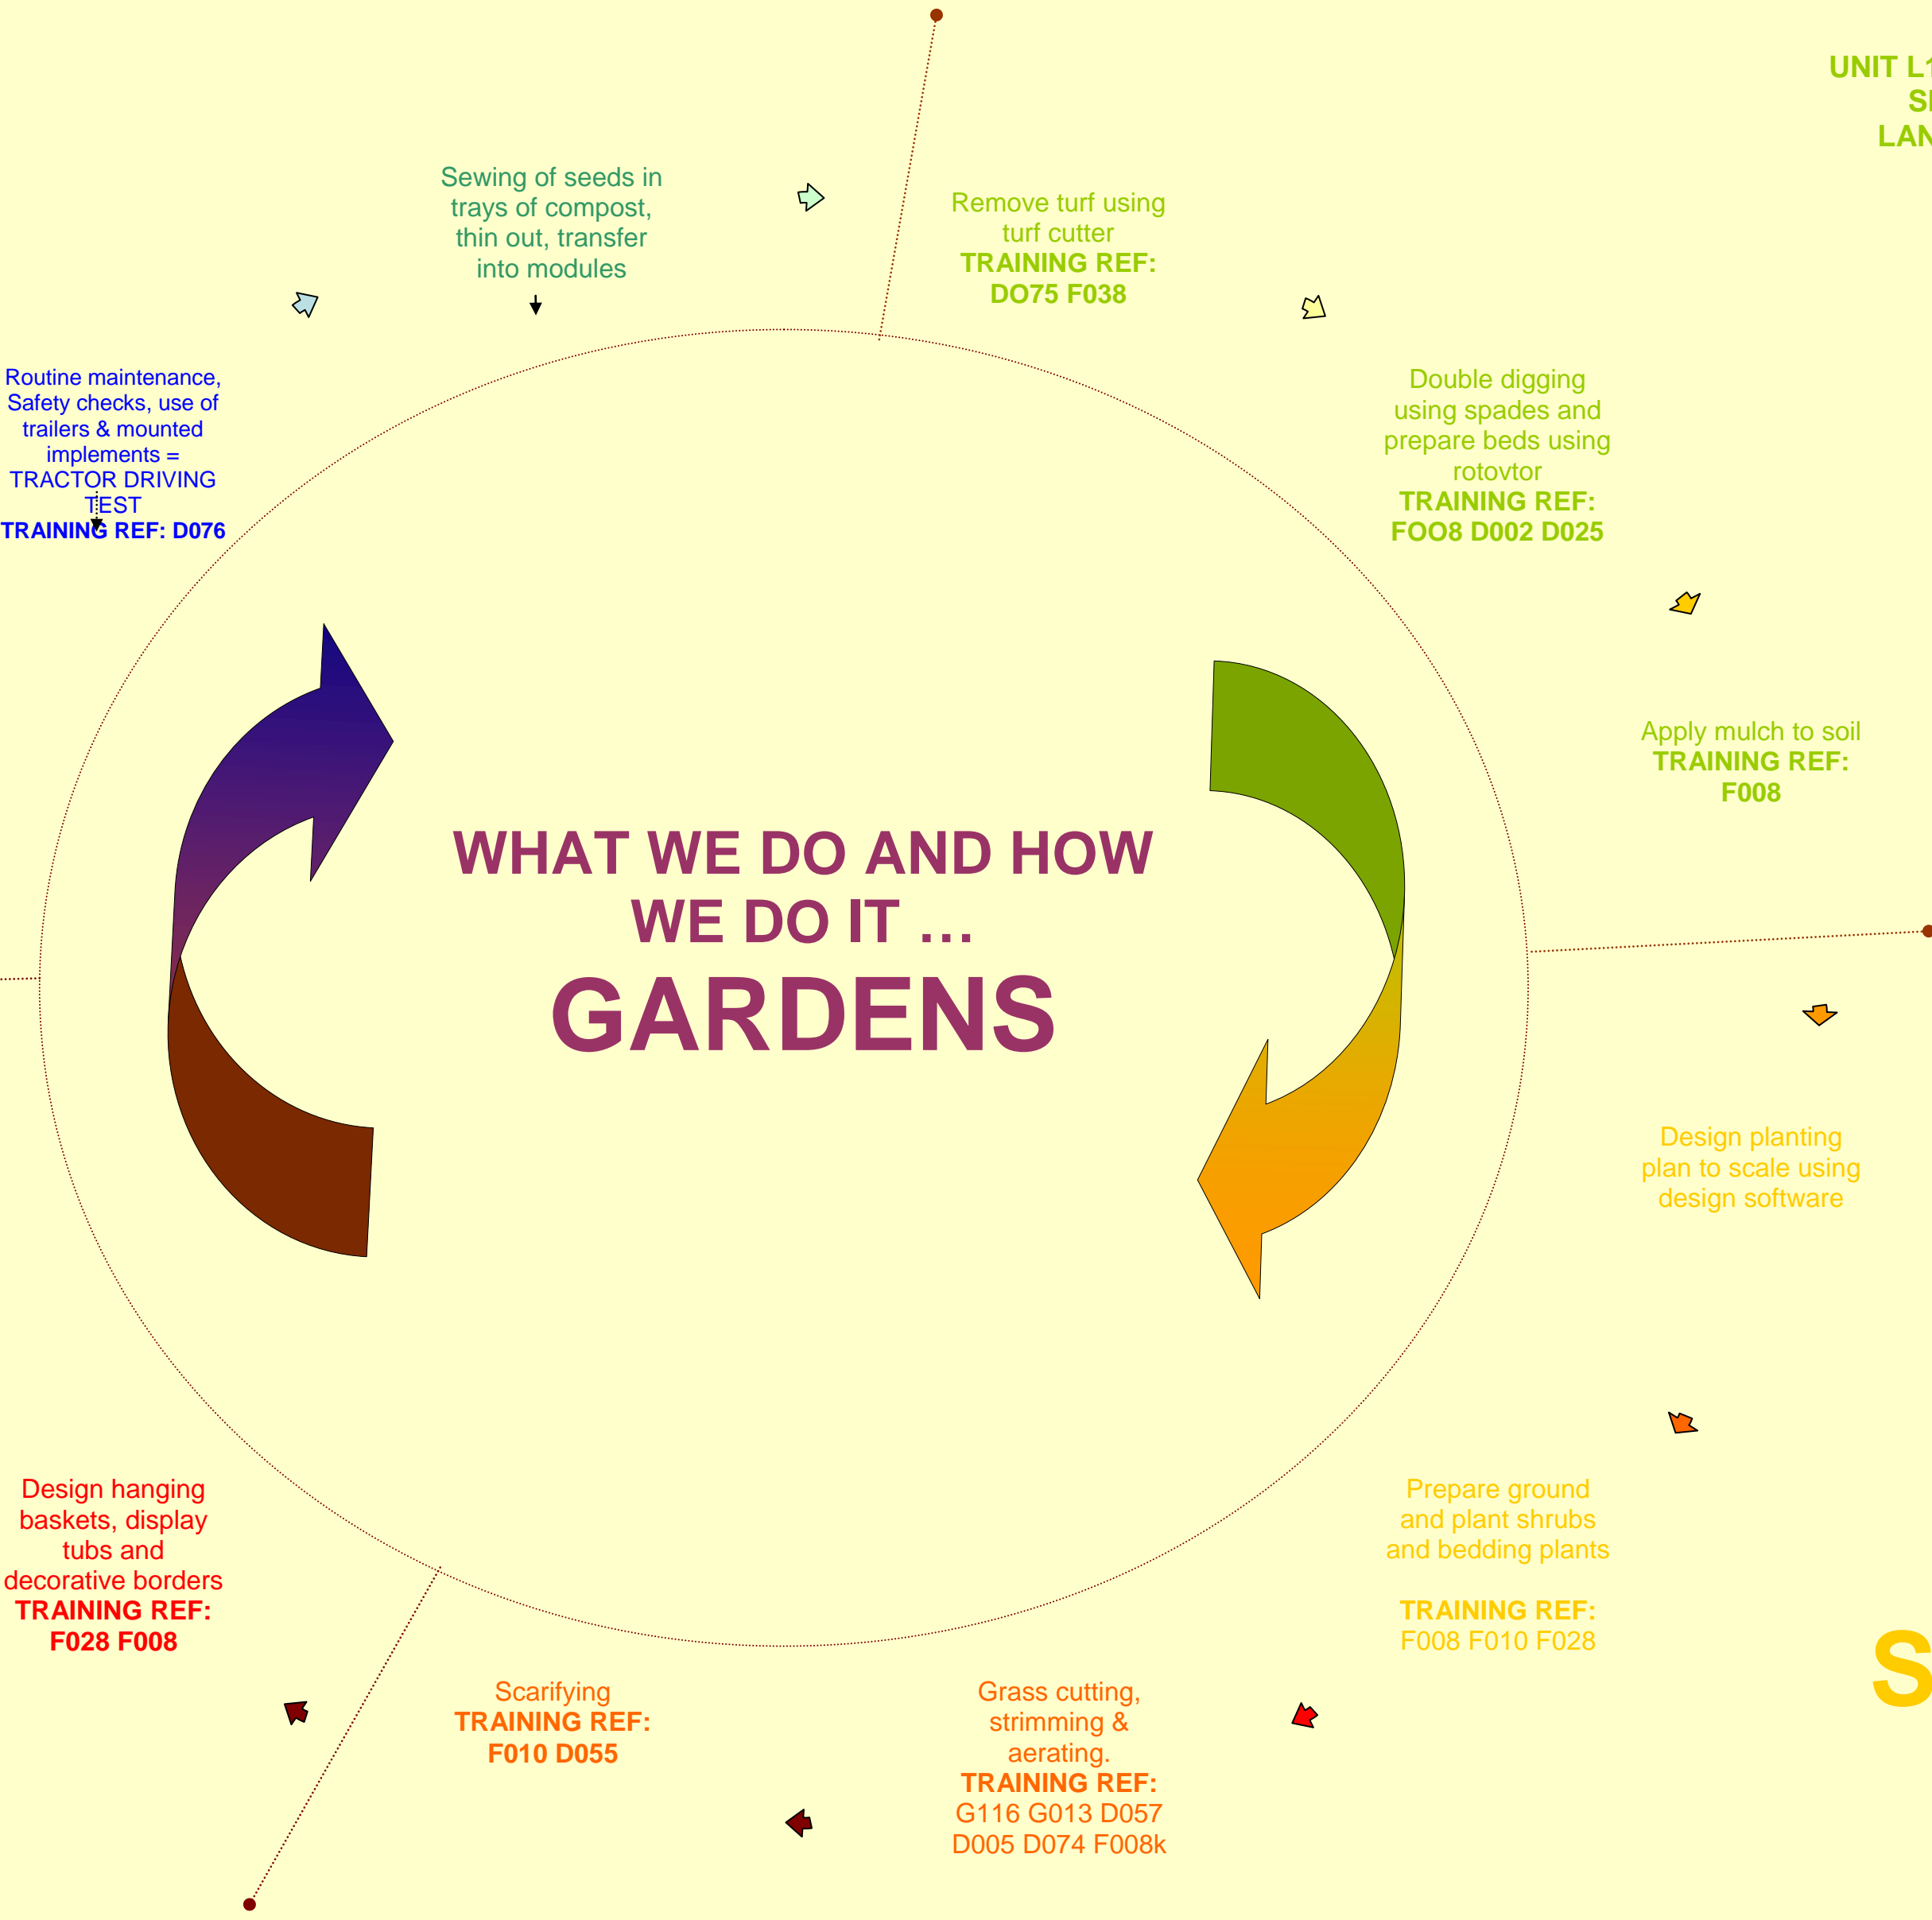 UNIT L1
LAN
Sewing of seeds in
trays of compost,
thin out, transfer
into modules
Remove turf using
turf cutter
TRAINING REF:
DO75 F038
Routine maintenance,
Safety checks, use of
trailers & mounted
implements =
TRACTOR DRIVING
TEST
TRAINING REF: D076
Double digging
using spades and
prepare beds using
rotovtor
TRAINING REF:
FOO8 D002 D025
Apply mulch to soil
TRAINING REF:
F008
WHAT WE DO AND HOW
WE DO IT …
GARDENS
Design planting
plan to scale using
design software
Design hanging
baskets, display
tubs and
decorative borders
TRAINING REF:
F028 F008
Prepare ground
and plant shrubs
and bedding plants
TRAINING REF:
F008 F010 F028
S
Scarifying
TRAINING REF:
F010 D055
Grass cutting,
strimming &
aerating.
TRAINING REF:
G116 G013 D057
D005 D074 F008k